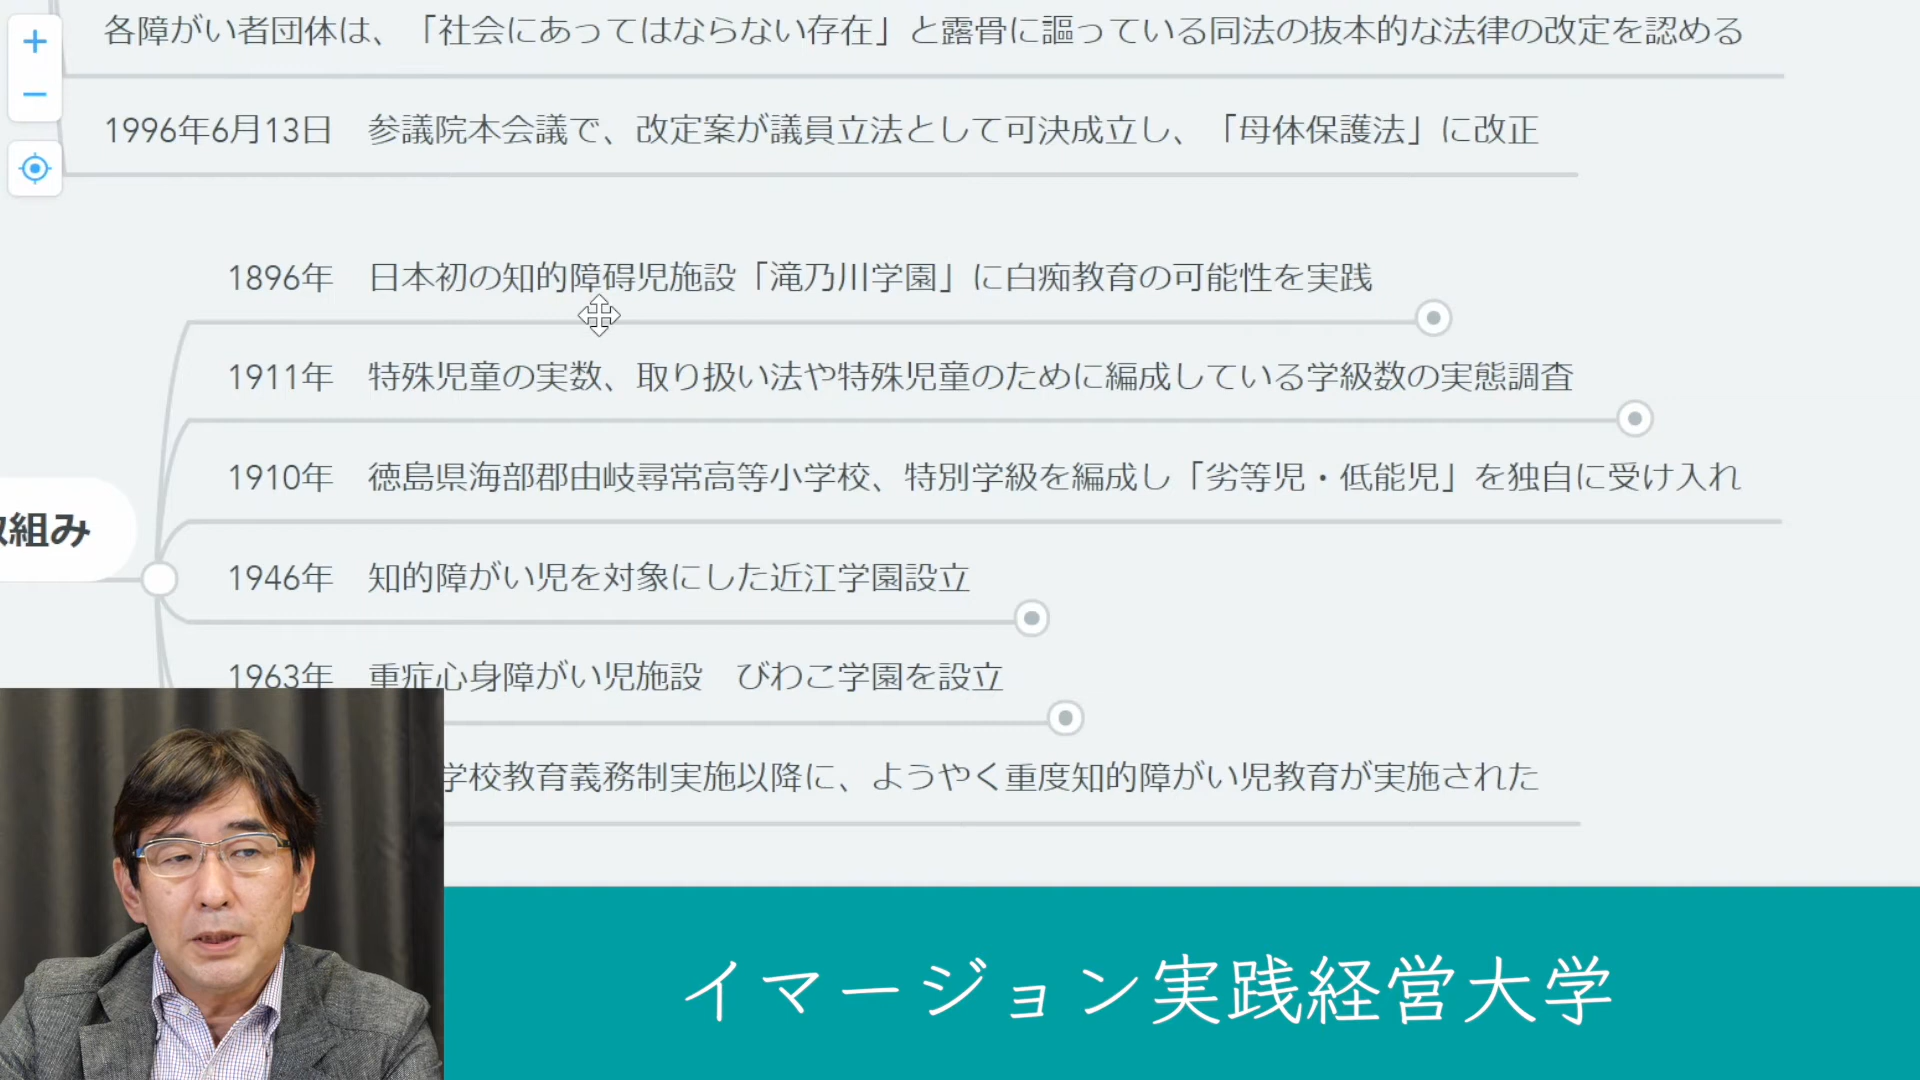 各障がい者団体は、「社会にあってはならない存在」と露骨に謳っている同法の抜本的な法律の改定を認める
1996年6月13日　参議院本会議で、改定案が議員立法として可決成立し、「母体保護法」に改正
1896年　日本初の知的障碍児施設「滝乃川学園」に白痴教育の可能性を実践
1911年　特殊児童の実数、取り扱い法や特殊児童のために編成している学級数の実態調査
1910年　徳島県海部郡由岐尋常高等小学校、特別学級を編成し「劣等児・低能児」を独自に受け入れ
組み
1946年　知的障がい児を対象にした近江学園設立
1963年　重症心身障がい児施設　びわこ学園を設立
学校教育義務制実施以降に、ようやく重度知的障がい児教育が実施された
イマージョン実践経営大学